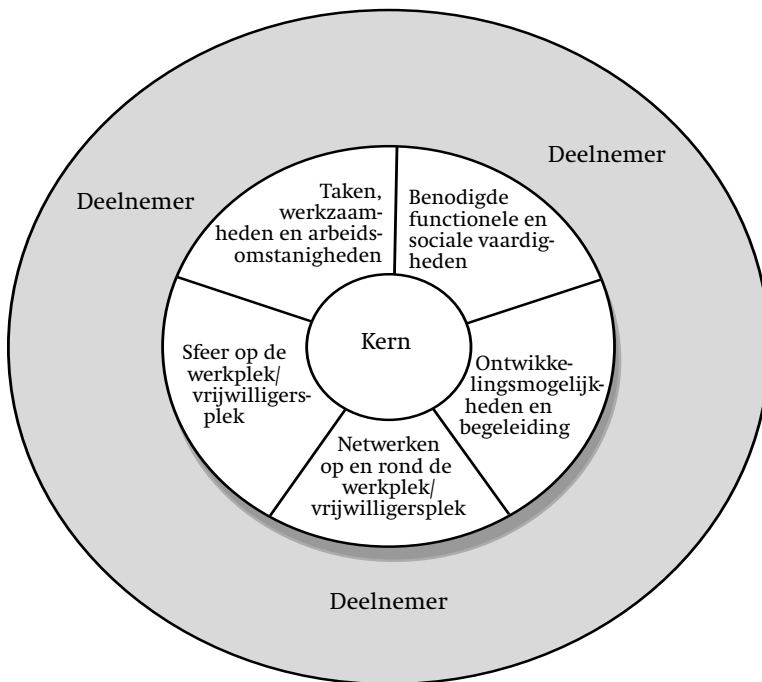 Deelnemer
Deelnemer
Taken,
werkzaam-
heden en arbeids-
omstanigheden
Benodigde
functionele en
sociale vaardig-
heden
Kern
Sfeer op de
werkplek/
vrijwilligers-
plek
Ontwikke-
lingsmogelijk-
heden en
begeleiding
Netwerken
op en rond de
werkplek/
vrijwilligersplek
Deelnemer